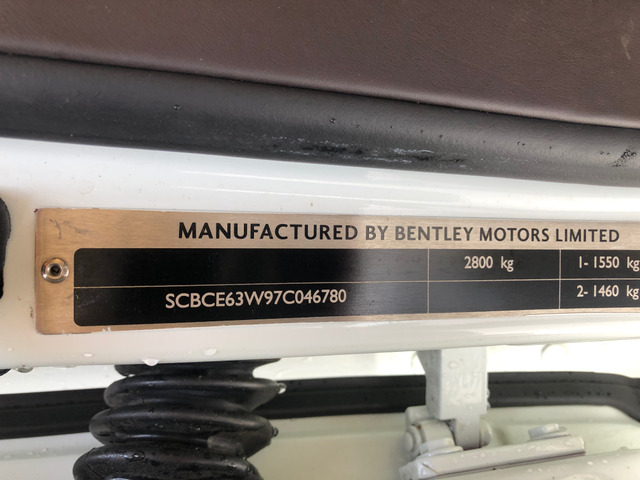 MANUFACTURED BY BENTLEY MOTORS LIMITED
2800 kg
1- 1550 kg
SCBCE63W97C046780
2- 1460 kg